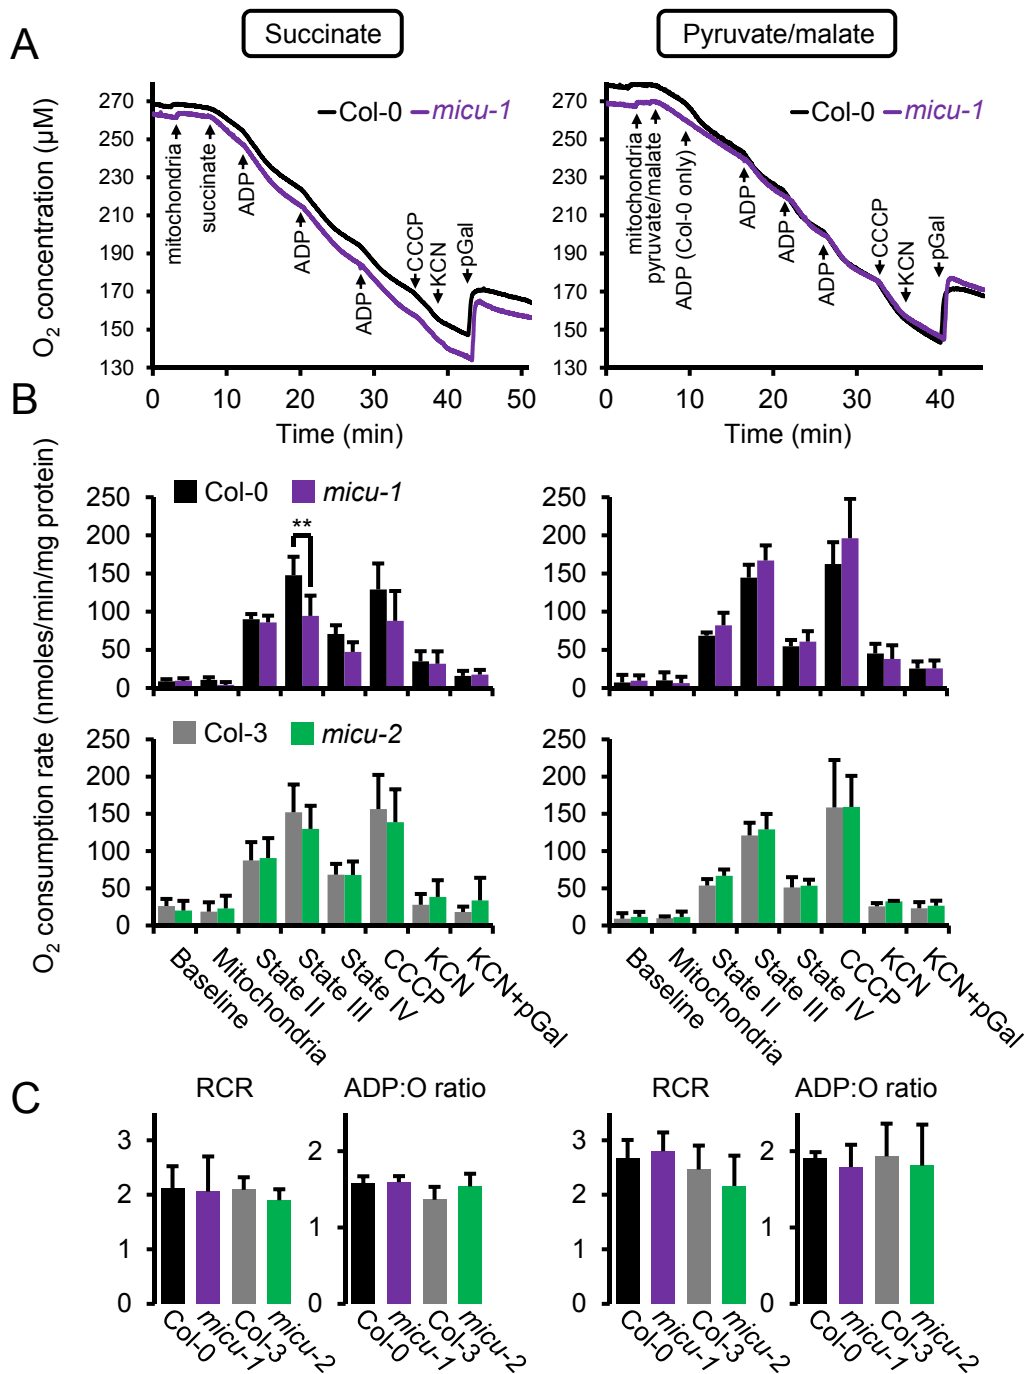 A
Succinate
Pyruvate/malate
O2 concentration (µM)
270
250
230
210
190
170
150
130
Col-0
micu-1
mitochondria
succinate
ADP
ADP
ADP
CCCP
KCN
pGal
0
10
20
30
40
50
Time (min)
270
250
230
210
190
170
150
130
Col-0
micu-1
mitochondria
pyruvate/malate
ADP (Col-0 only)
ADP
ADP
ADP
CCCP
KCN
pGal
0
10
20
30
40
Time (min)
B
O2 consumption rate (nmoles/min/mg protein)
250
200
150
100
50
0
Col-0
micu-1
**
250
200
150
100
50
0
250
200
150
100
50
0
Col-3
micu-2
Baseline
Mitochondria
State II
State III
State IV
CCCP
KCN
KCN+pGal
250
200
150
100
50
0
Baseline
Mitochondria
State II
State III
State IV
CCCP
KCN
KCN+pGal
C
RCR
3
2
1
0
Col-0
micu-1
Col-3
micu-2
ADP:O ratio
2
1
0
Col-0
micu-1
Col-3
micu-2
RCR
3
2
1
0
Col-0
micu-1
Col-3
micu-2
ADP:O ratio
2
1
0
Col-0
micu-1
Col-3
micu-2